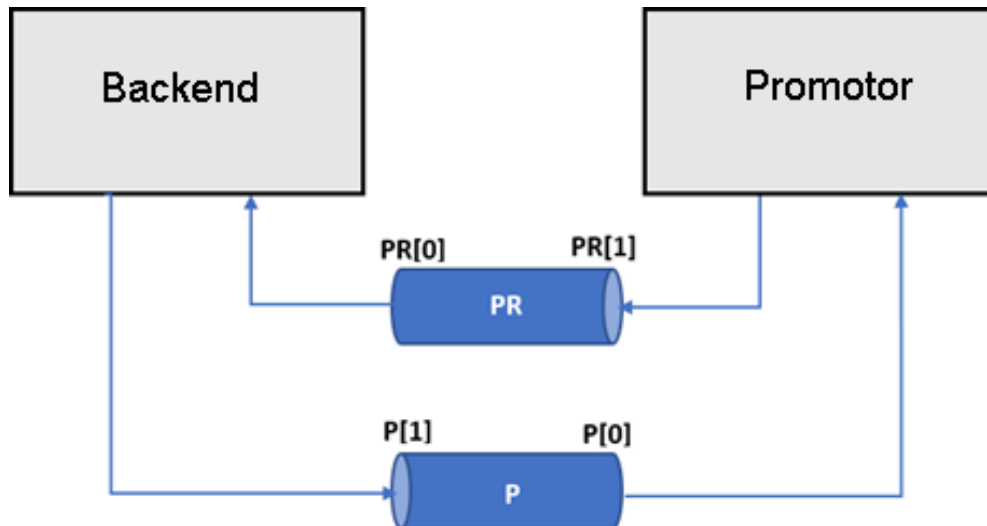 Backend
Promotor
PR[0]
PR[1]
PR
P[1]
P[0]
P